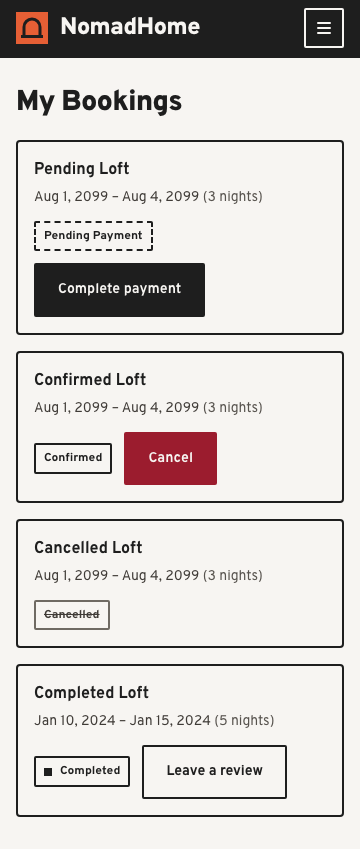 NomadHome
My Bookings
Pending Loft
Aug 1, 2099 – Aug 4, 2099 (3 nights)
Pending Payment
Complete payment
Confirmed Loft
Aug 1, 2099 – Aug 4, 2099 (3 nights)
Confirmed
Cancel
Cancelled Loft
Aug 1, 2099 – Aug 4, 2099 (3 nights)
Cancelled
Completed Loft
Jan 10, 2024 – Jan 15, 2024 (5 nights)
Completed
Leave a review